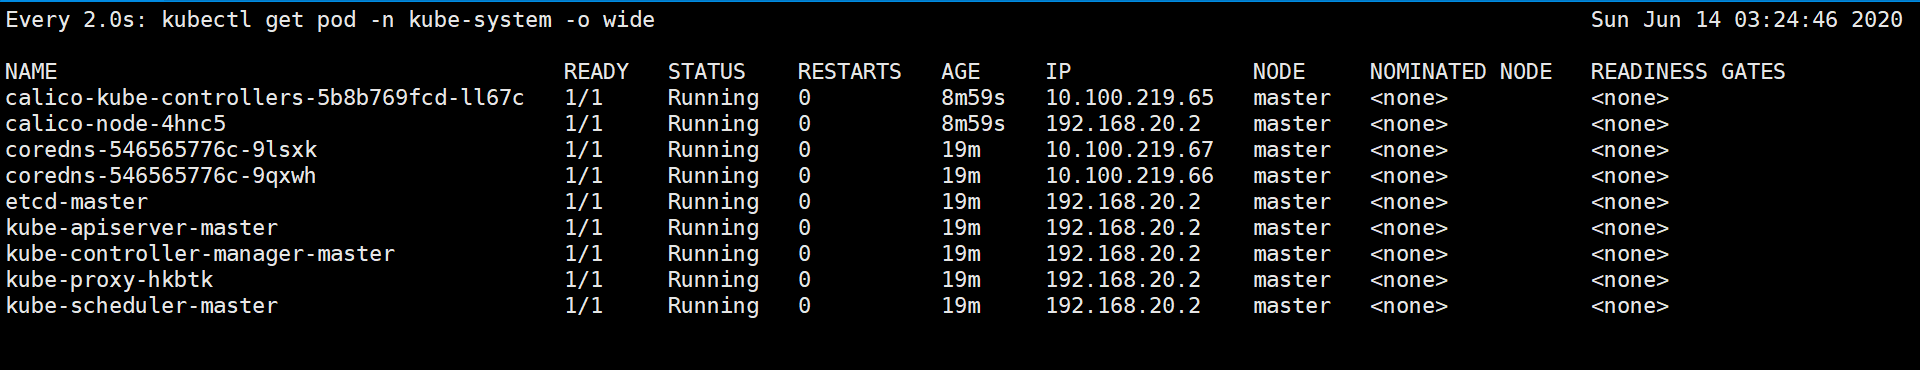 Every 2.0s: kubectl get pod -n kube-system -o wide Sun Jun 14 03:24:46 2020
NAME READY STATUS RESTARTS AGE IP NODE NOMINATED NODE READINESS GATES
calico-kube-controllers-5b8b769fcd-ll67c 1/1 Running 0 8m59s 10.100.219.65 master <none> <none>
calico-node-4hnc5 1/1 Running 0 8m59s 192.168.20.2 master <none> <none>
coredns-546565776c-9lsxk 1/1 Running 0 19m 10.100.219.67 master <none> <none>
coredns-546565776c-9qxwh 1/1 Running 0 19m 10.100.219.66 master <none> <none>
etcd-master 1/1 Running 0 19m 192.168.20.2 master <none> <none>
kube-apiserver-master 1/1 Running 0 19m 192.168.20.2 master <none> <none>
kube-controller-manager-master 1/1 Running 0 19m 192.168.20.2 master <none> <none>
kube-proxy-hkbtk 1/1 Running 0 19m 192.168.20.2 master <none> <none>
kube-scheduler-master 1/1 Running 0 19m 192.168.20.2 master <none> <none>